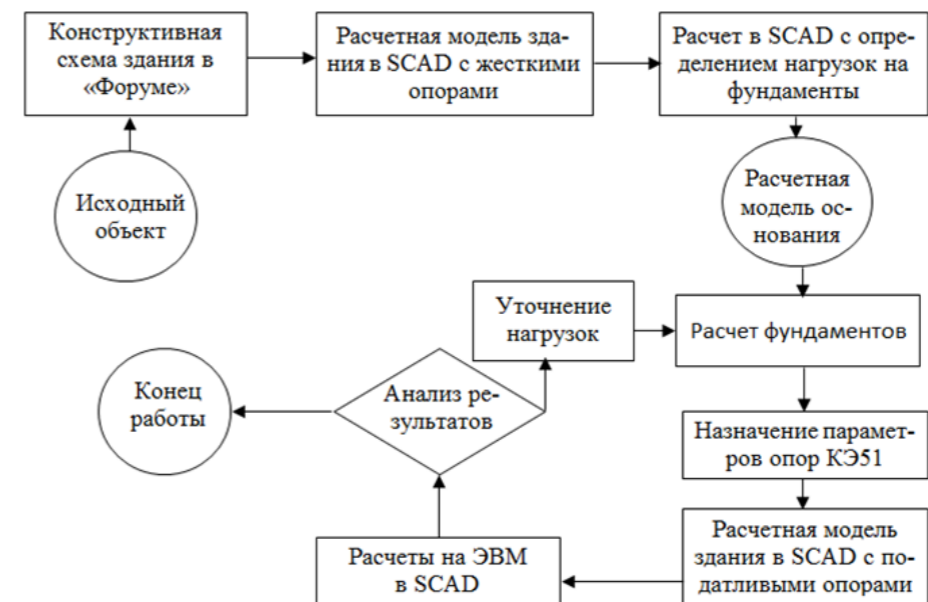 Конструктивная
схема здания в
«Форуме»
Расчетная модель зда-
ния в SCAD с жесткими
опорами
Расчет в SCAD с опре-
делением нагрузок на
фундаменты
Исходный
объект
Расчетная
модель ос-
нования
Уточнение
нагрузок
Расчет фундаментов
Конец
работы
Анализ ре-
зультатов
Назначение парамет-
ров опор КЭ51
Расчетная модель
здания в SCAD с по-
датливыми опорами
Расчеты на ЭВМ
в SCAD